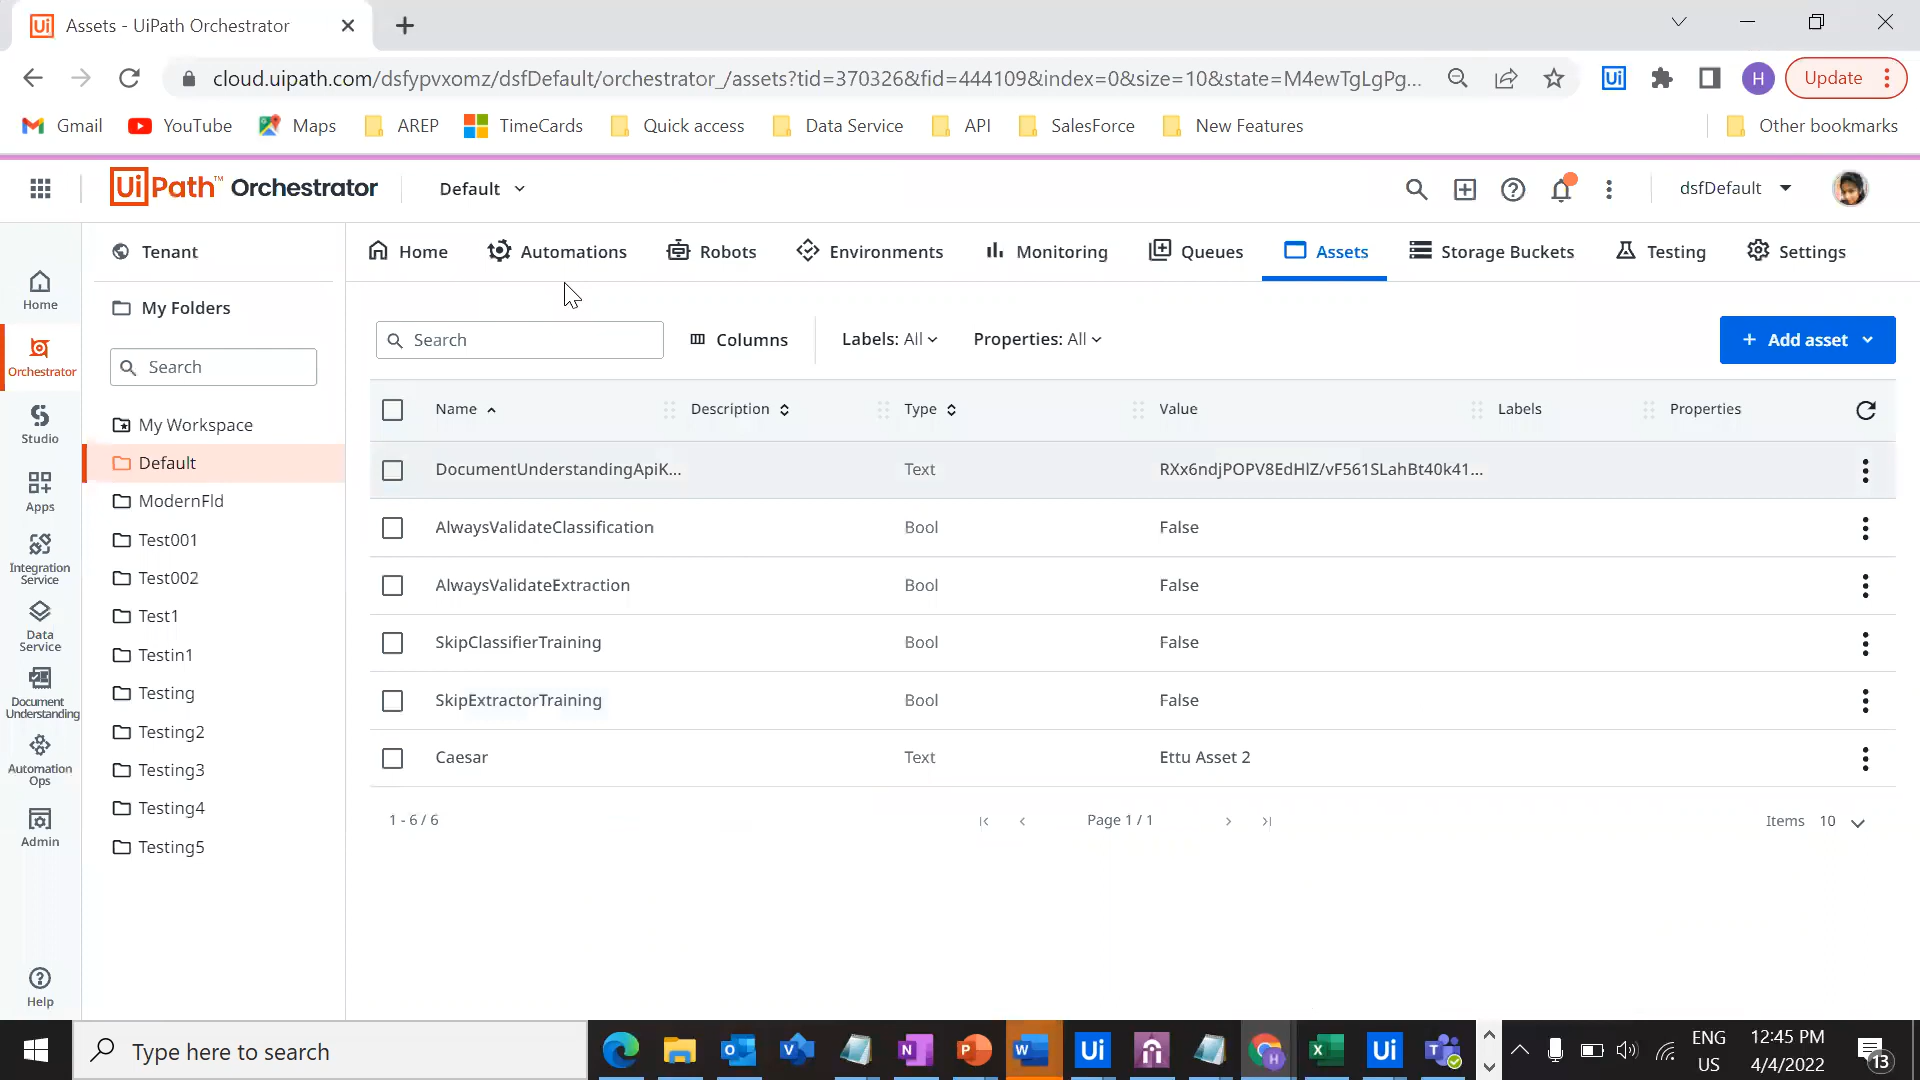 Assets - UiPath Orchestrator
cloud.uipath.com/dsfypvxomz/dsfDefault/orchestrator_/assets?tid=370326&fid=444109&index=0&size=10&state=M4ewTgLgPg...
H
Update
Gmail
YouTube
Maps
AREP
TimeCards
Quick access
Data Service
API
SalesForce
New Features
Other bookmarks
UiPath™ Orchestrator
Default
dsfDefault
Home
Orchestrator
Studio
Apps
Integration
Service
Data
Service
Document
Understanding
Automation
Ops
Admin
Help
Tenant
My Folders
Search
My Workspace
Default
ModernFld
Test001
Test002
Test1
Testin1
Testing
Testing2
Testing3
Testing4
Testing5
Home
Automations
Robots
Environments
Monitoring
Queues
Assets
Storage Buckets
Testing
Settings
Search
Columns
Labels: All
Properties: All
+ Add asset
Name Description Type Value Labels Properties
DocumentUnderstandingApiK... Text RXx6ndjPOPV8EdHlZ/vF561SLahBt40k41...
AlwaysValidateClassification Bool False
AlwaysValidateExtraction Bool False
SkipClassifierTraining Bool False
SkipExtractorTraining Bool False
Caesar Text Ettu Asset 2
1 - 6 / 6
Page 1 / 1
Items 10
Type here to search
ENG
US
12:45 PM
4/4/2022
13